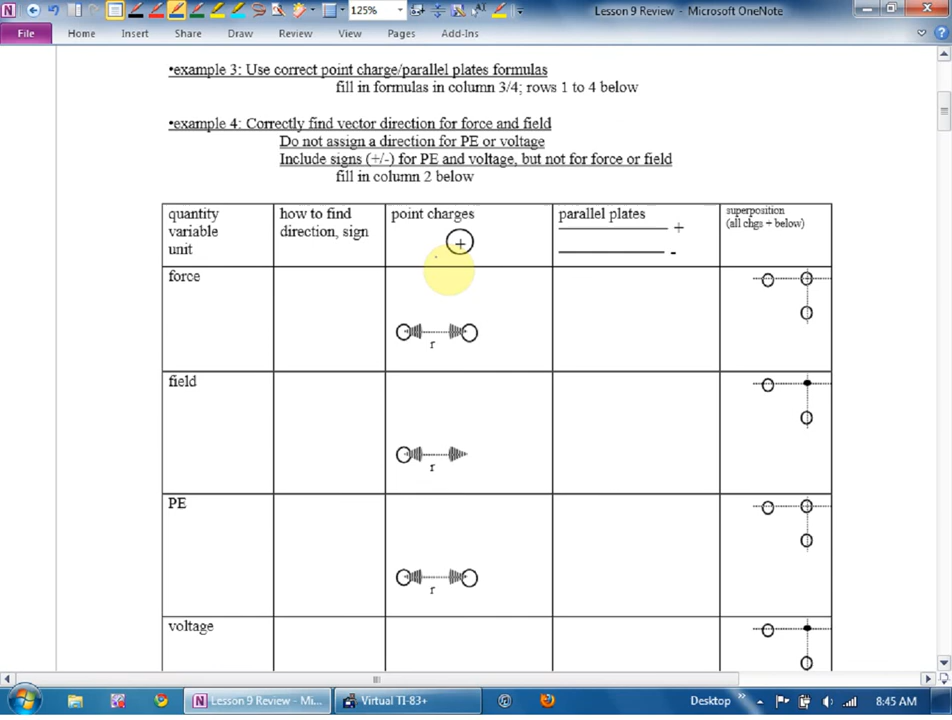 125%
Lesson 9 Review - Microsoft OneNote
File Home Insert Share Draw Review View Pages Add-Ins
•example 3: Use correct point charge/parallel plates formulas
fill in formulas in column 3/4; rows 1 to 4 below
•example 4: Correctly find vector direction for force and field
Do not assign a direction for PE or voltage
Include signs (+/-) for PE and voltage, but not for force or field
fill in column 2 below
quantity
variable
unit
how to find
direction, sign
point charges
+
parallel plates
+
-
superposition
(all chgs + below)
force
r
field
r
PE
r
voltage
Lesson 9 Review - Mi...
Virtual TI-83+
Desktop
8:45 AM